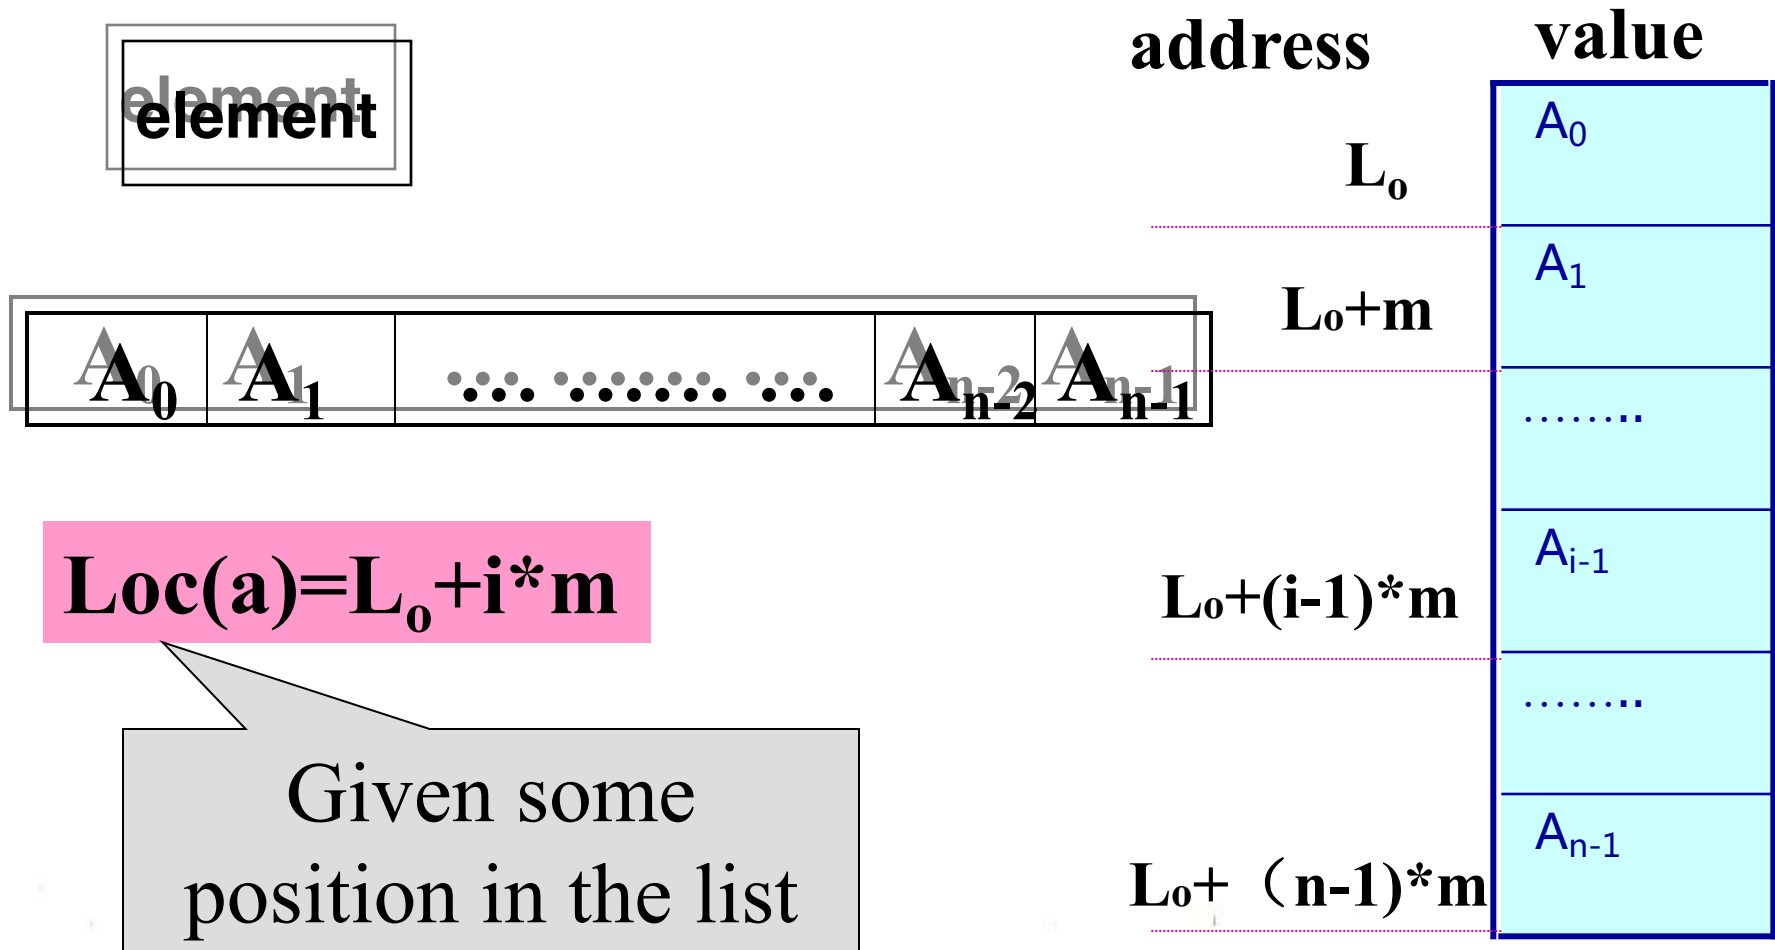 element
address
value
L₀
A₀
A₁
L₀+m
A₀ A₁ …. ……. …. Aₙ₋₂ Aₙ₋₁
……..
Loc(a)=L₀+i*m
Aᵢ₋₁
L₀+(i-1)*m
……..
Given some
position in the list
Aₙ₋₁
L₀+（n-1)*m